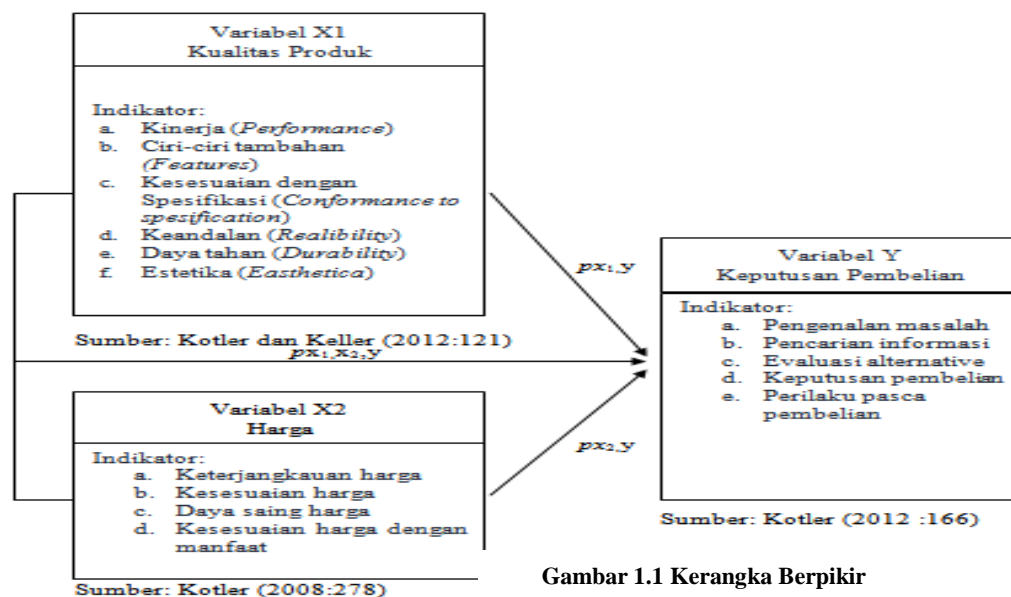 Variabel X1
Kualitas Produk
Indikator:
a. Kinerja (Performance)
b. Ciri-ciri tambahan
(Features)
c. Kesesuaian dengan
Spesifikasi (Conformance to
spesification)
d. Keandalan (Realibility)
e. Daya tahan (Durability)
f. Estetika (Easthetica)
Sumber: Kotler dan Keller (2012:121)
px₁,y
px₁,x₂,y
Variabel X2
Harga
Indikator:
a. Keterjangkauan harga
b. Kesesuaian harga
c. Daya saing harga
d. Kesesuaian harga dengan
manfaat
Sumber: Kotler (2008:278)
px₂,y
Variabel Y
Keputusan Pembelian
Indikator:
a. Pengenalan masalah
b. Pencarian informasi
c. Evaluasi alternative
d. Keputusan pembelian
e. Perilaku pasca
pembelian
Sumber: Kotler (2012 :166)
Gambar 1.1 Kerangka Berpikir